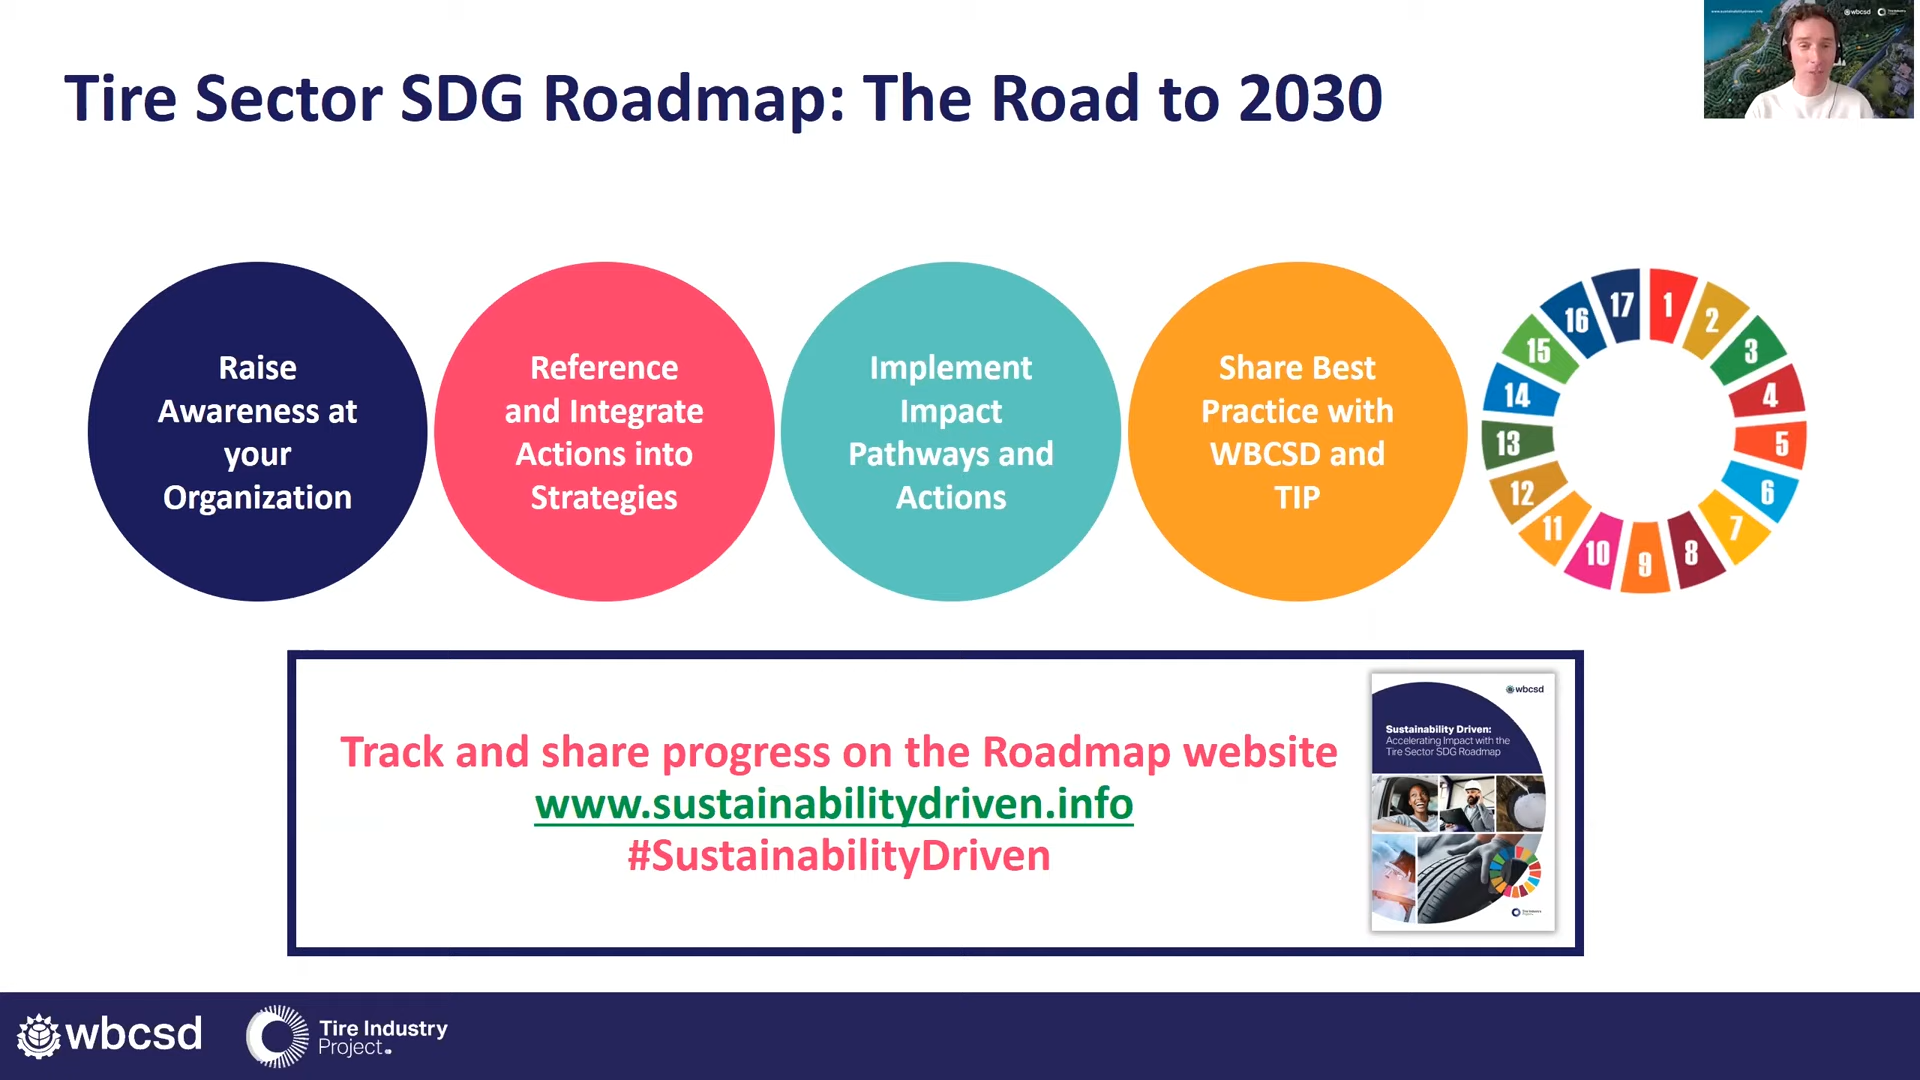 Tire Sector SDG Roadmap: The Road to 2030
wbcsd
Raise
Awareness at
your
Organization
Reference
and Integrate
Actions into
Strategies
Implement
Impact
Pathways and
Actions
Share Best
Practice with
WBCSD and
TIP
1
2
3
4
5
6
7
8
9
10
11
12
13
14
15
16
17
Track and share progress on the Roadmap website
www.sustainabilitydriven.info
#SustainabilityDriven
wbcsd
Sustainability Driven:
Accelerating Impact with the
Tire Sector SDG Roadmap
Tire Industry
wbcsd
Tire Industry
Project